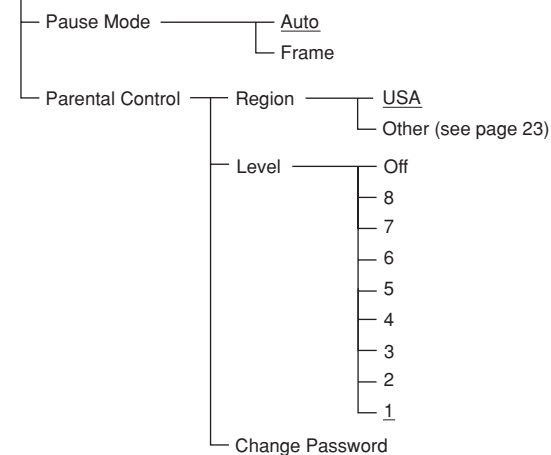 Pause Mode Auto
Frame
Parental Control Region USA
Other (see page 23)
Level Off
8
7
6
5
4
3
2
1
Change Password